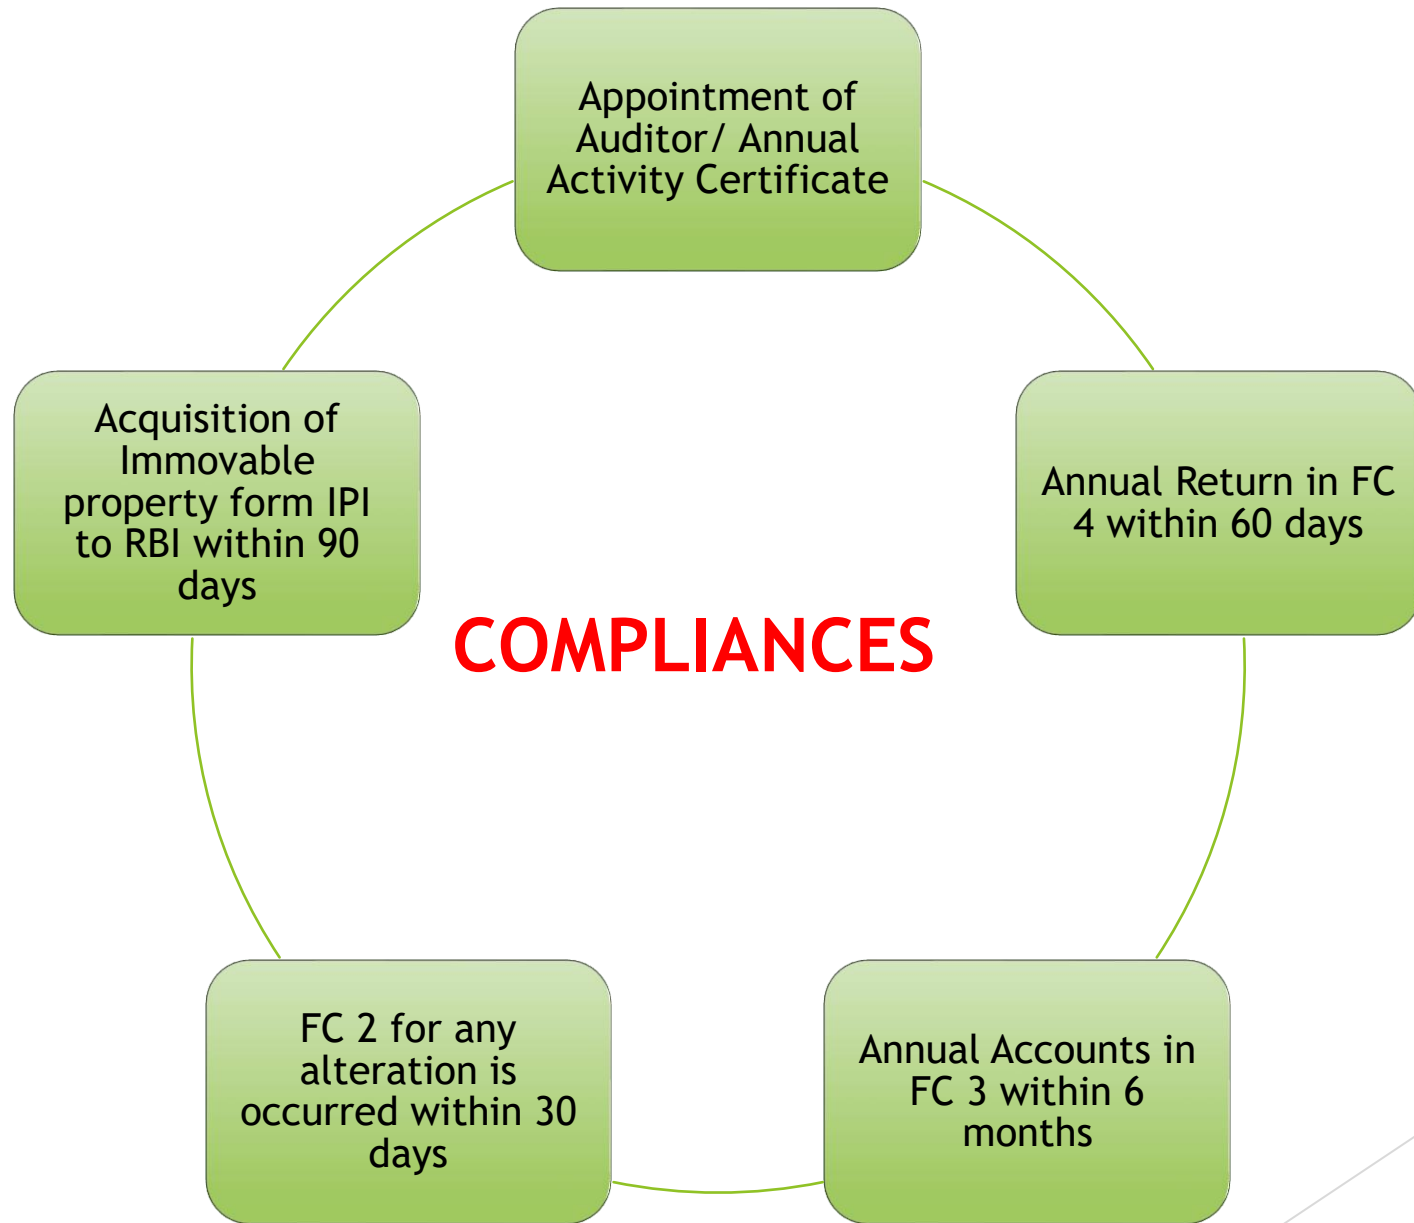 Appointment of
Auditor/ Annual
Activity Certificate
Annual Return in FC
4 within 60 days
Annual Accounts in
FC 3 within 6
months
FC 2 for any
alteration is
occurred within 30
days
Acquisition of
Immovable
property form IPI
to RBI within 90
days
COMPLIANCES